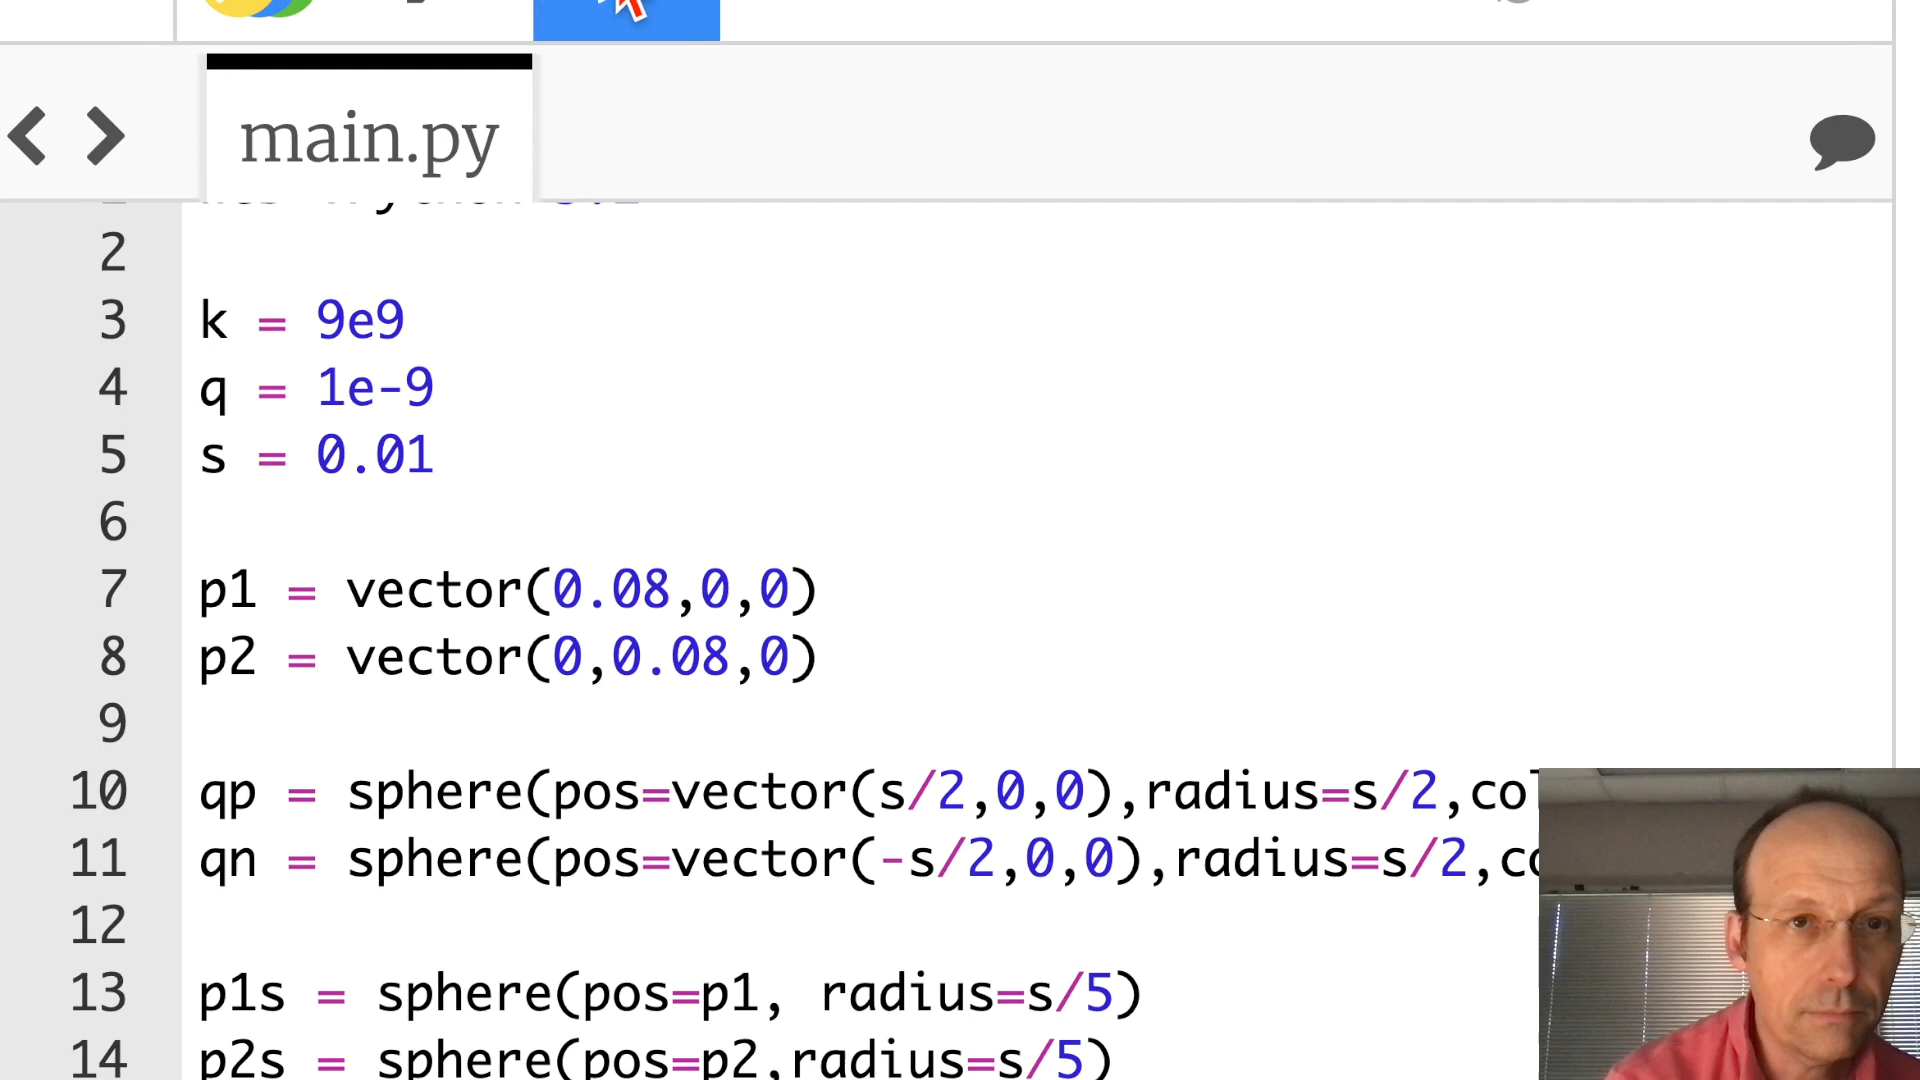 main.py
2
3 k = 9e9
4 q = 1e-9
5 s = 0.01
6
7 p1 = vector(0.08,0,0)
8 p2 = vector(0,0.08,0)
9
10 qp = sphere(pos=vector(s/2,0,0),radius=s/2,col
11 qn = sphere(pos=vector(-s/2,0,0),radius=s/2,co
12
13 p1s = sphere(pos=p1, radius=s/5)
14 p2s = sphere(pos=p2,radius=s/5)